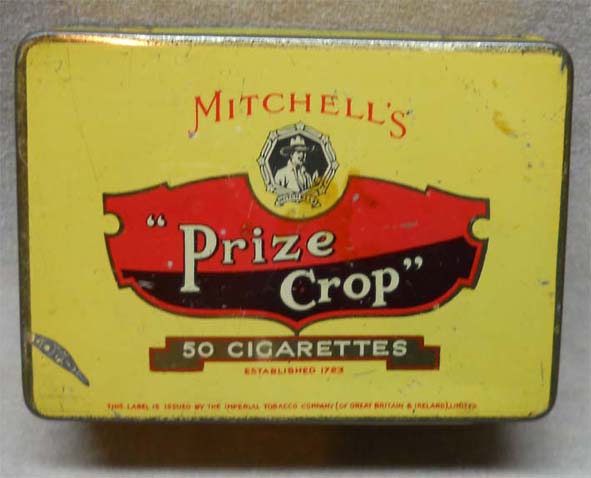 MITCHELL'S
"Prize
Crop"
50 CIGARETTES
ESTABLISHED 1723
THIS LABEL IS ISSUED BY THE IMPERIAL TOBACCO COMPANY (OF GREAT BRITAIN & IRELAND), LIMITED